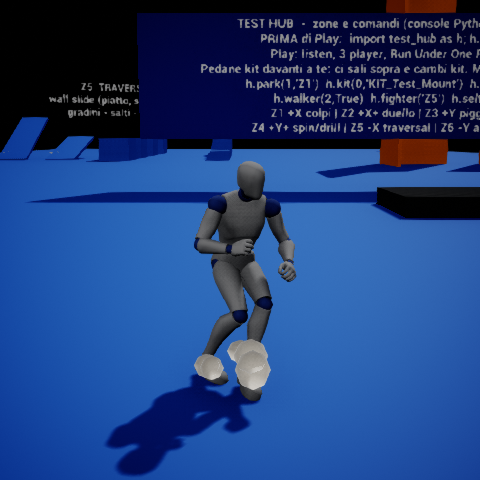 TEST HUB - zone e comandi (console Pyth
PRIMA di Play: import test_hub as h; h.
Play: listen, 3 player, Run Under One
Pedane kit davanti a te: ci sali sopra e cambi kit. M
h.park(1,'Z1') h.kit(0,'KIT_Test_Mount') h.
h.walker(2,True) h.fighter('Z5') h.sel
Z1 +X colpi | Z2 +X+ duello | Z3 +Y pigg
Z4 +Y+ spin/drill | Z5 -X traversal | Z6 -Y a
Z5 TRAVERS
wall slide (piatto, s
gradini - salti -